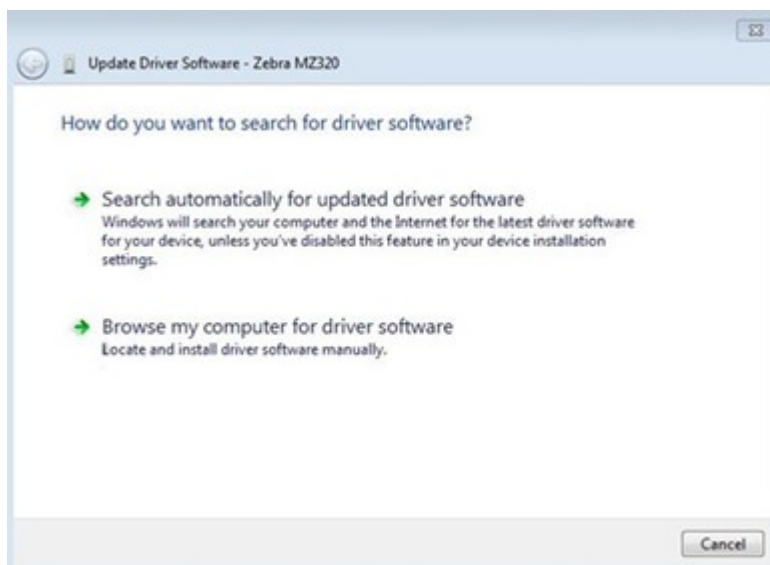 Update Driver Software - Zebra MZ320
How do you want to search for driver software?
Search automatically for updated driver software
Windows will search your computer and the Internet for the latest driver software
for your device, unless you've disabled this feature in your device installation
settings.
Browse my computer for driver software
Locate and install driver software manually.
Cancel